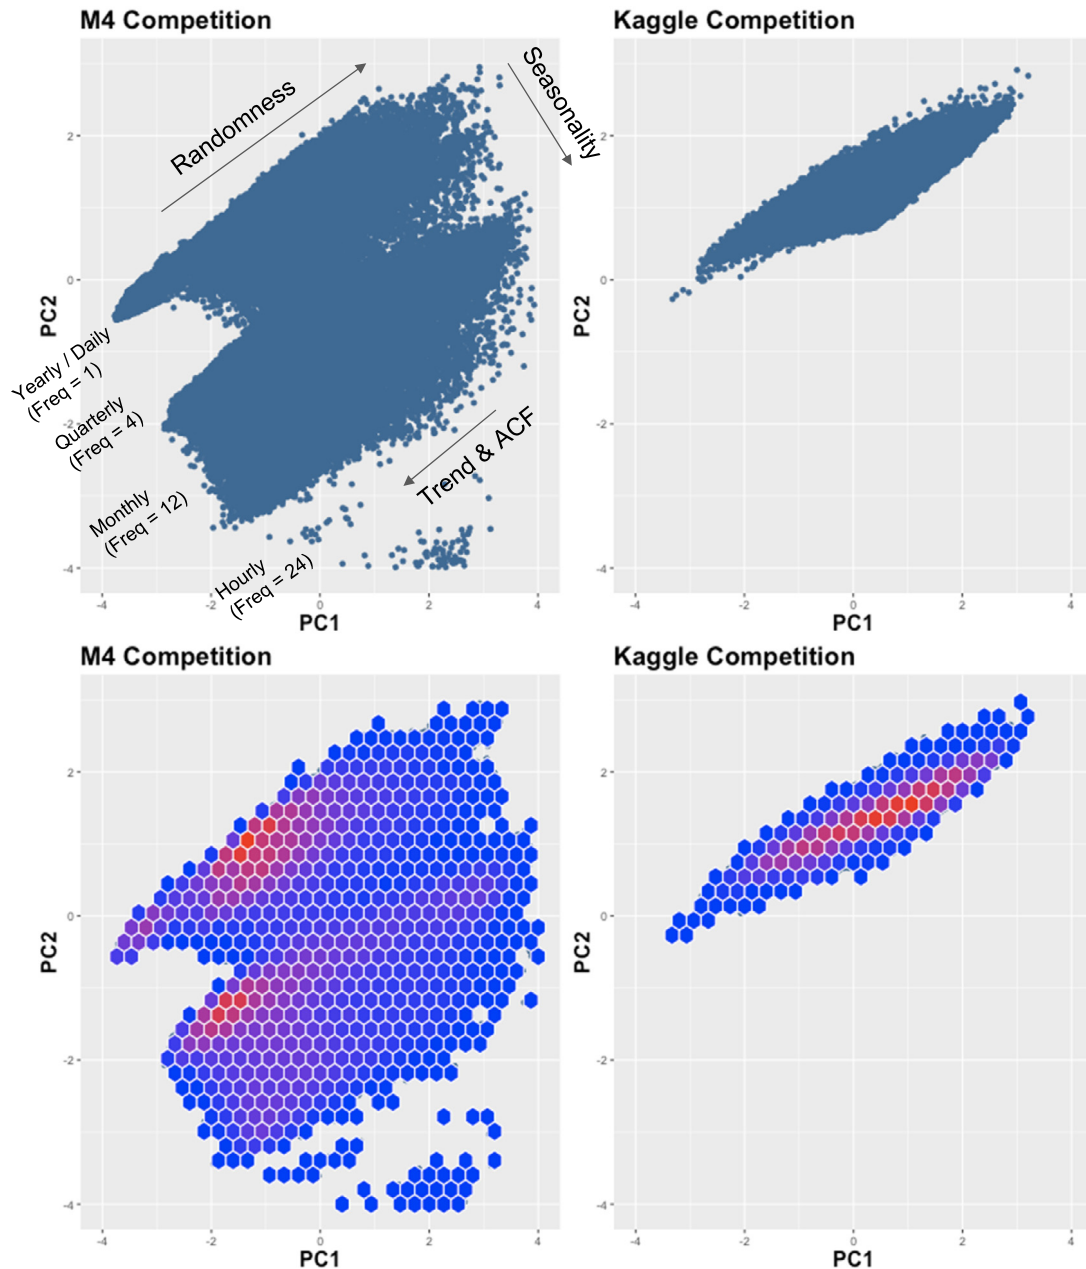 M4 Competition
Kaggle Competition
Randomness
Seasonality
2
0
-2
-4
PC2
Yearly / Daily
(Freq = 1)
Quarterly
(Freq = 4)
Monthly
(Freq = 12)
Hourly
(Freq = 24)
Trend & ACF
-4
-2
0
2
4
PC1
2
0
-2
-4
PC2
-4
-2
0
2
4
PC1
M4 Competition
Kaggle Competition
2
0
-2
-4
PC2
-4
-2
0
2
4
PC1
2
0
-2
-4
PC2
-4
-2
0
2
4
PC1